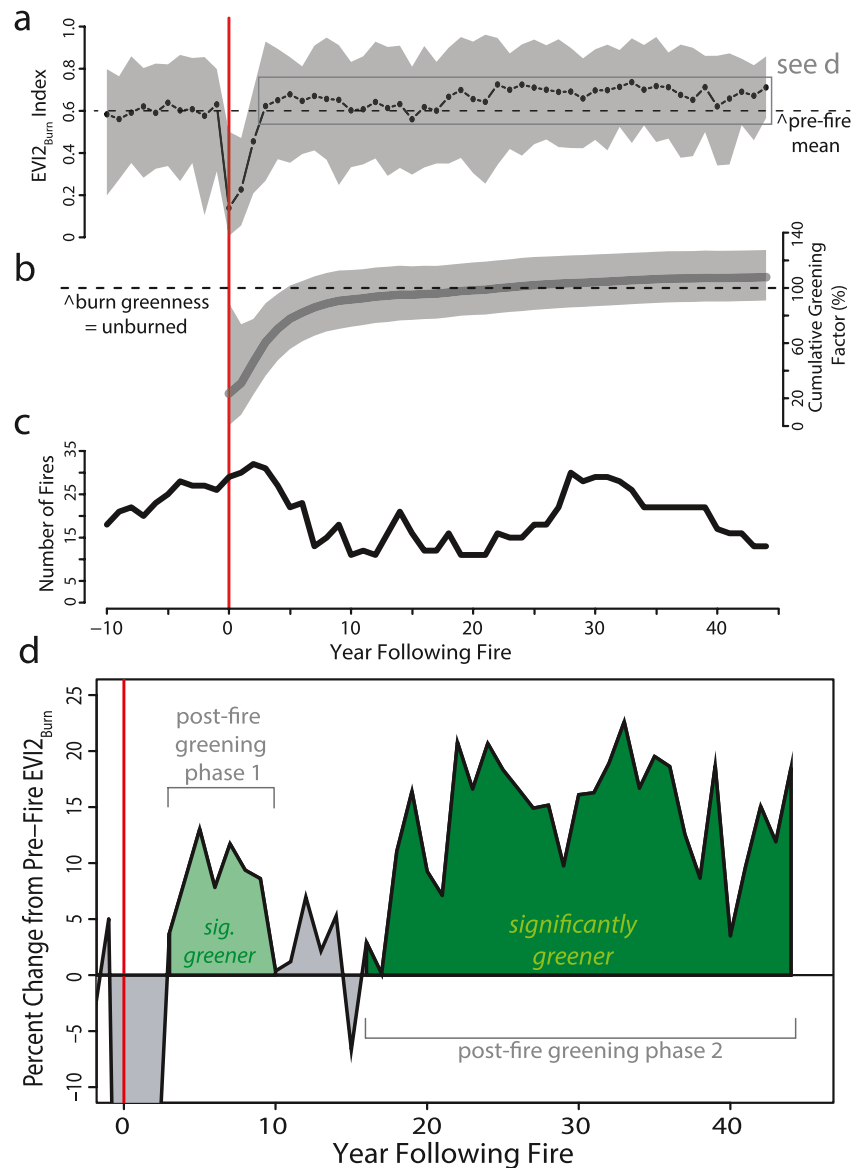 a
EVI2Burn Index
0
0.2
0.4
0.6
0.8
1.0
see d
^pre-fire
mean
b
^burn greenness
= unburned
20
60
100
140
Cumulative Greening
Factor (%)
c
Number of Fires
0
5
15
25
35
−10
0
10
20
30
40
Year Following Fire
d
Percent Change from Pre−Fire EVI2Burn
−10
−5
0
5
10
15
20
25
post-fire
greening
phase 1
sig.
greener
significantly
greener
post-fire greening phase 2
0
10
20
30
40
Year Following Fire